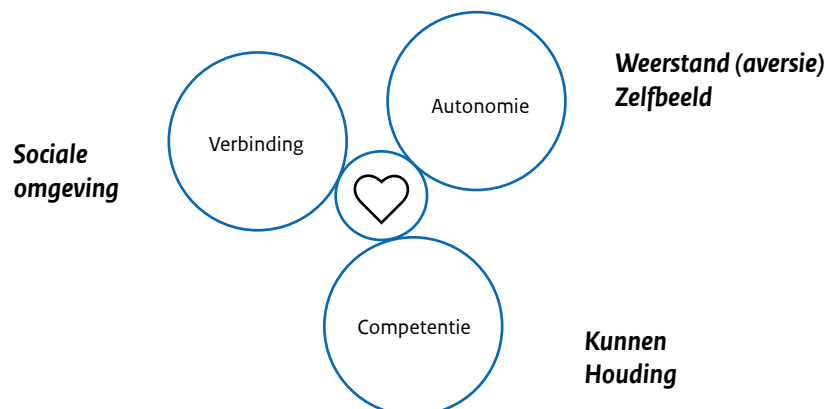 Weerstand (aversie)
Zelfbeeld
Autonomie
Verbinding
Sociale
omgeving
Competentie
Kunnen
Houding